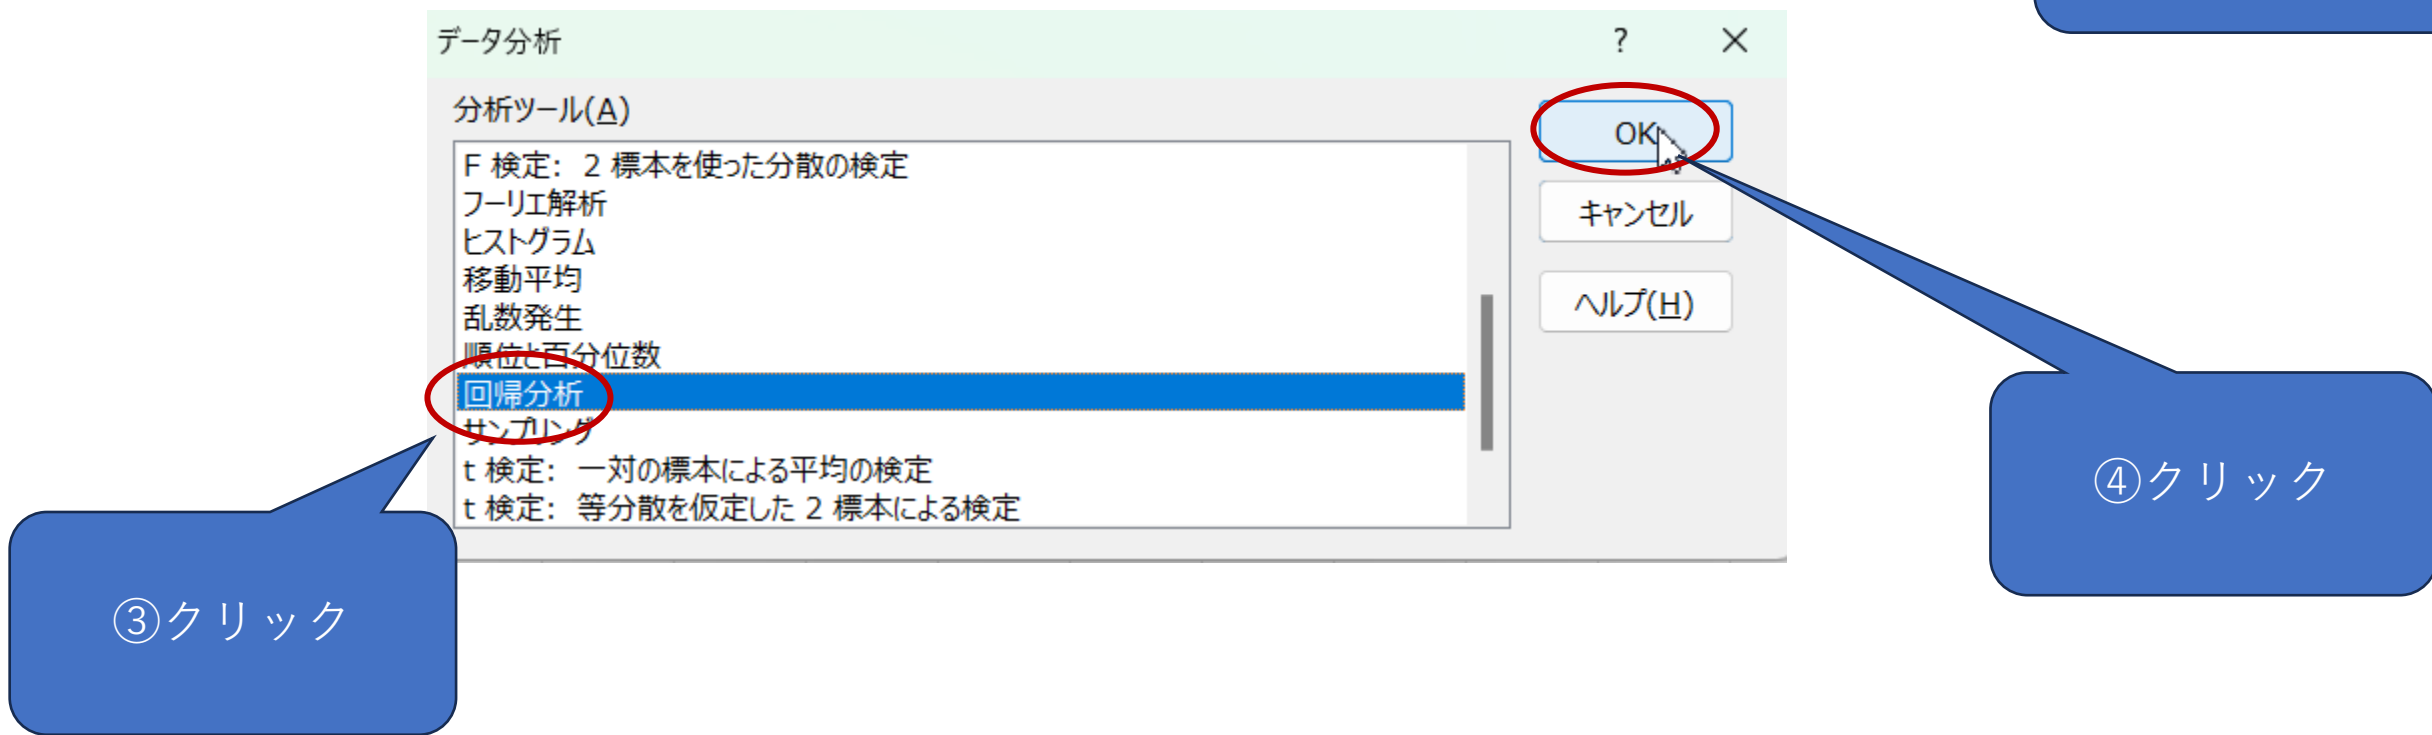 データ分析
分析ツール(A)
F 検定: 2 標本を使った分散の検定
フーリエ解析
ヒストグラム
移動平均
乱数発生
順位と百分位数
回帰分析
サンプリング
t 検定: 一対の標本による平均の検定
t 検定: 等分散を仮定した 2 標本による検定
OK
キャンセル
ヘルプ(H)
③クリック
④クリック